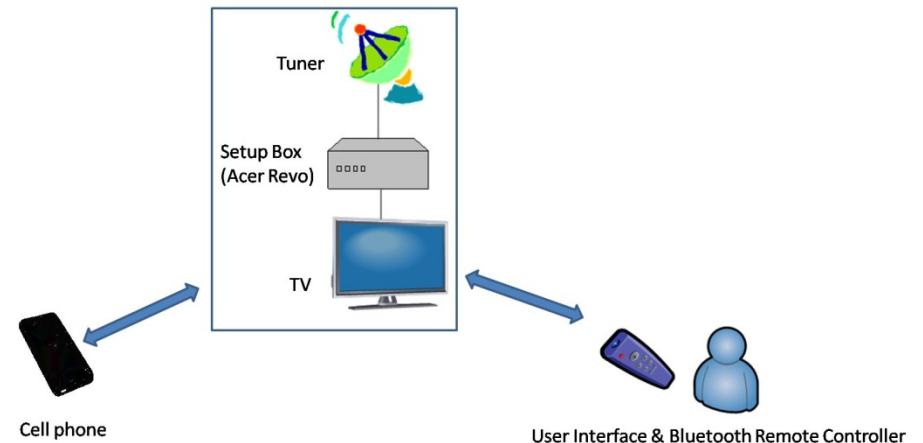 Tuner
Setup Box
(Acer Revo)
TV
Cell phone
User Interface & Bluetooth Remote Controller